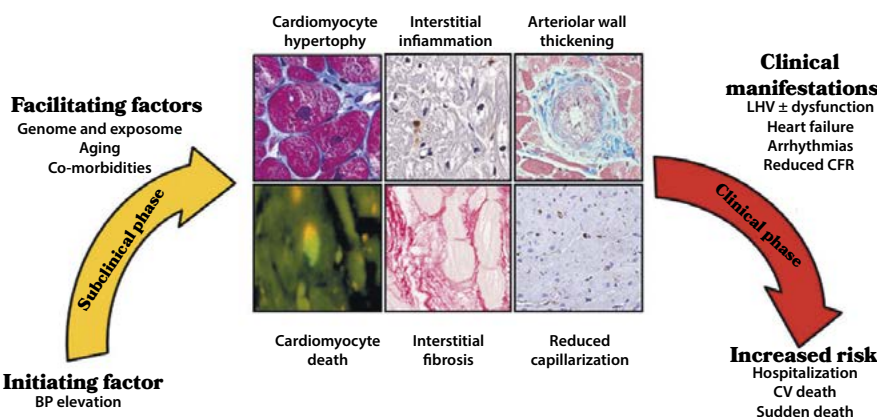 Cardiomyocyte
hypertophy
Interstitial
infiammation
Arteriolar wall
thickening
Facilitating factors
Genome and exposome
Aging
Co-morbidities
Subclinical phase
Initiating factor
BP elevation
Cardiomyocyte
death
Interstitial
fibrosis
Reduced
capillarization
Clinical
manifestations
LHV ± dysfunction
Heart failure
Arrhythmias
Reduced CFR
Clinical phase
Increased risk
Hospitalization
CV death
Sudden death